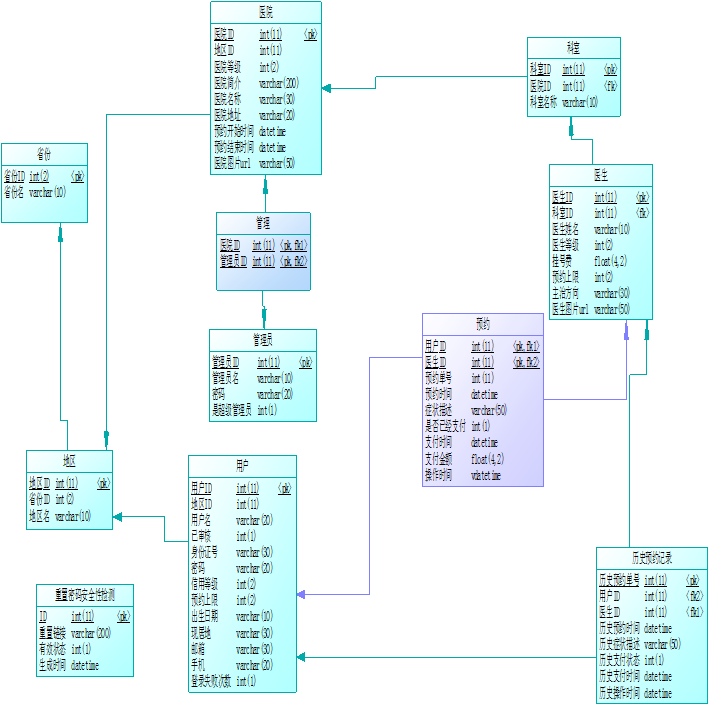 医院
医院ID int(11) <pk>
地区ID int(11)
医院等级 int(2)
医院简介 varchar(200)
医院名称 varchar(30)
医院地址 varchar(20)
预约开始时间 datetime
预约结束时间 datetime
医院图片url varchar(50)
科室
科室ID int(11) <pk>
医院ID int(11) <fk>
科室名称 varchar(10)
省份
省份ID int(2) <pk>
省份名 varchar(10)
医生
医生ID int(11) <pk>
科室ID int(11) <fk>
医生姓名 varchar(10)
医生等级 int(2)
挂号费 float(4,2)
预约上限 int(2)
主治方向 varchar(30)
医生图片url varchar(50)
管理
医院ID int(11) <pk,fk1>
管理员ID int(11) <pk,fk2>
管理员
管理员ID int(11) <pk>
管理员名 varchar(10)
密码 varchar(20)
是超级管理员 int(1)
预约
用户ID int(11) <pk,fk1>
医生ID int(11) <pk,fk2>
预约单号 int(11)
预约时间 datetime
症状描述 varchar(50)
是否已经支付 int(1)
支付时间 datetime
支付金额 float(4,2)
操作时间 vdatetime
地区
地区ID int(11) <pk>
省份ID int(2)
地区名 varchar(10)
用户
用户ID int(11) <pk>
地区ID int(11)
用户名 varchar(20)
已审核 int(1)
身份证号 varchar(30)
密码 varchar(20)
信用等级 int(2)
预约上限 int(2)
出生日期 varchar(10)
现居地 varchar(30)
邮箱 varchar(30)
手机 varchar(20)
登录失败次数 int(1)
历史预约记录
历史预约单号 int(11) <pk>
用户ID int(11) <fk2>
医生ID int(11) <fk1>
历史预约时间 datetime
历史症状描述 varchar(50)
历史支付状态 int(1)
历史支付时间 datetime
历史操作时间 datetime
重置密码安全性检测
ID int(11) <pk>
重置链接 varchar(200)
有效状态 int(1)
生成时间 datetime